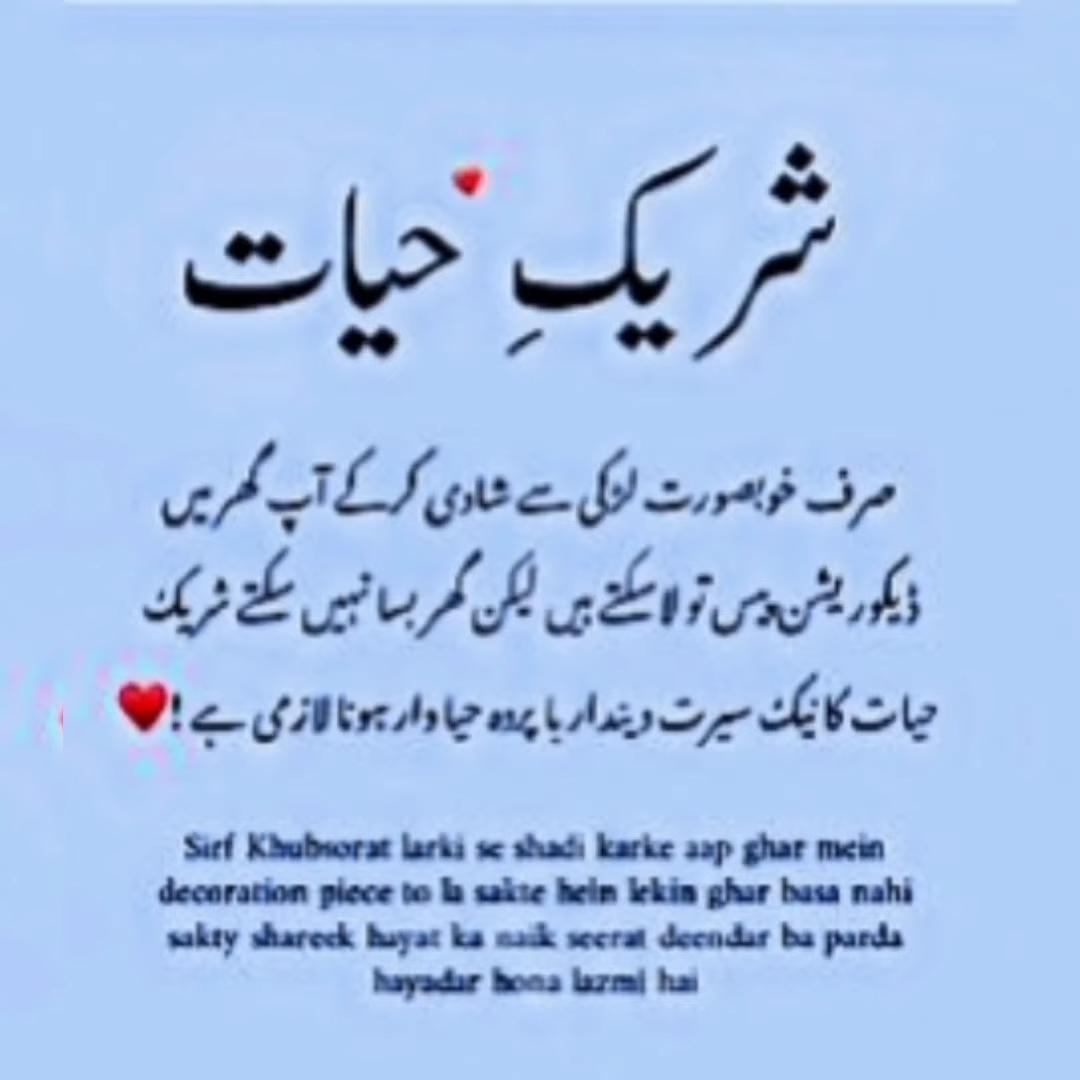 شریکِ حیات
صرف خوبصورت لڑکی سے شادی کرکے آپ گھر میں
ڈیکوریشن پیس تو لا سکتے ہیں لیکن گھر بسا نہیں سکتے شریک
حیات کا نیک سیرت دیندار با پردہ حیادار ہونا لازمی ہے !❤️
Sirf Khubsorat larki se shadi karke aap ghar mein
decoration piece to la sakte hein lekin ghar basa nahi
sakty shareek hayat ka naik seerat deendar ba parda
hayadar hona lazmi hai